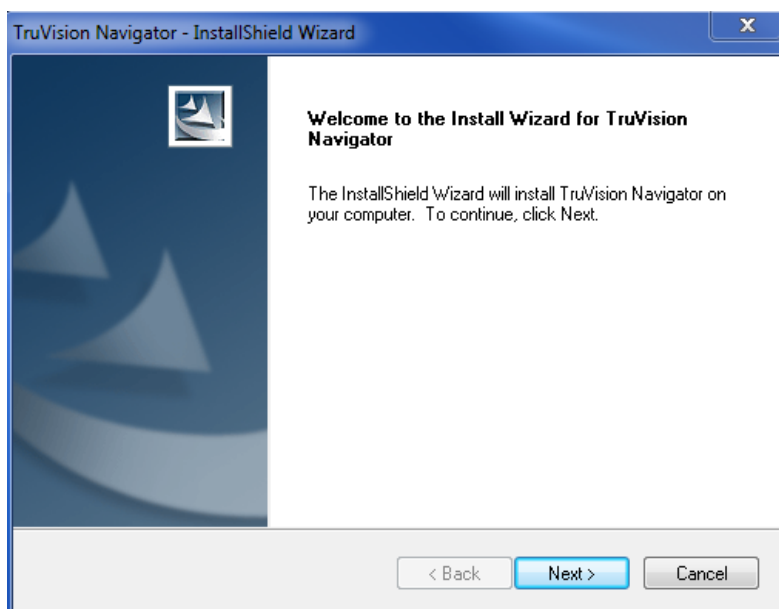 TruVision Navigator - InstallShield Wizard
X
Welcome to the Install Wizard for TruVision
Navigator
The InstallShield Wizard will install TruVision Navigator on
your computer. To continue, click Next.
< Back
Next >
Cancel